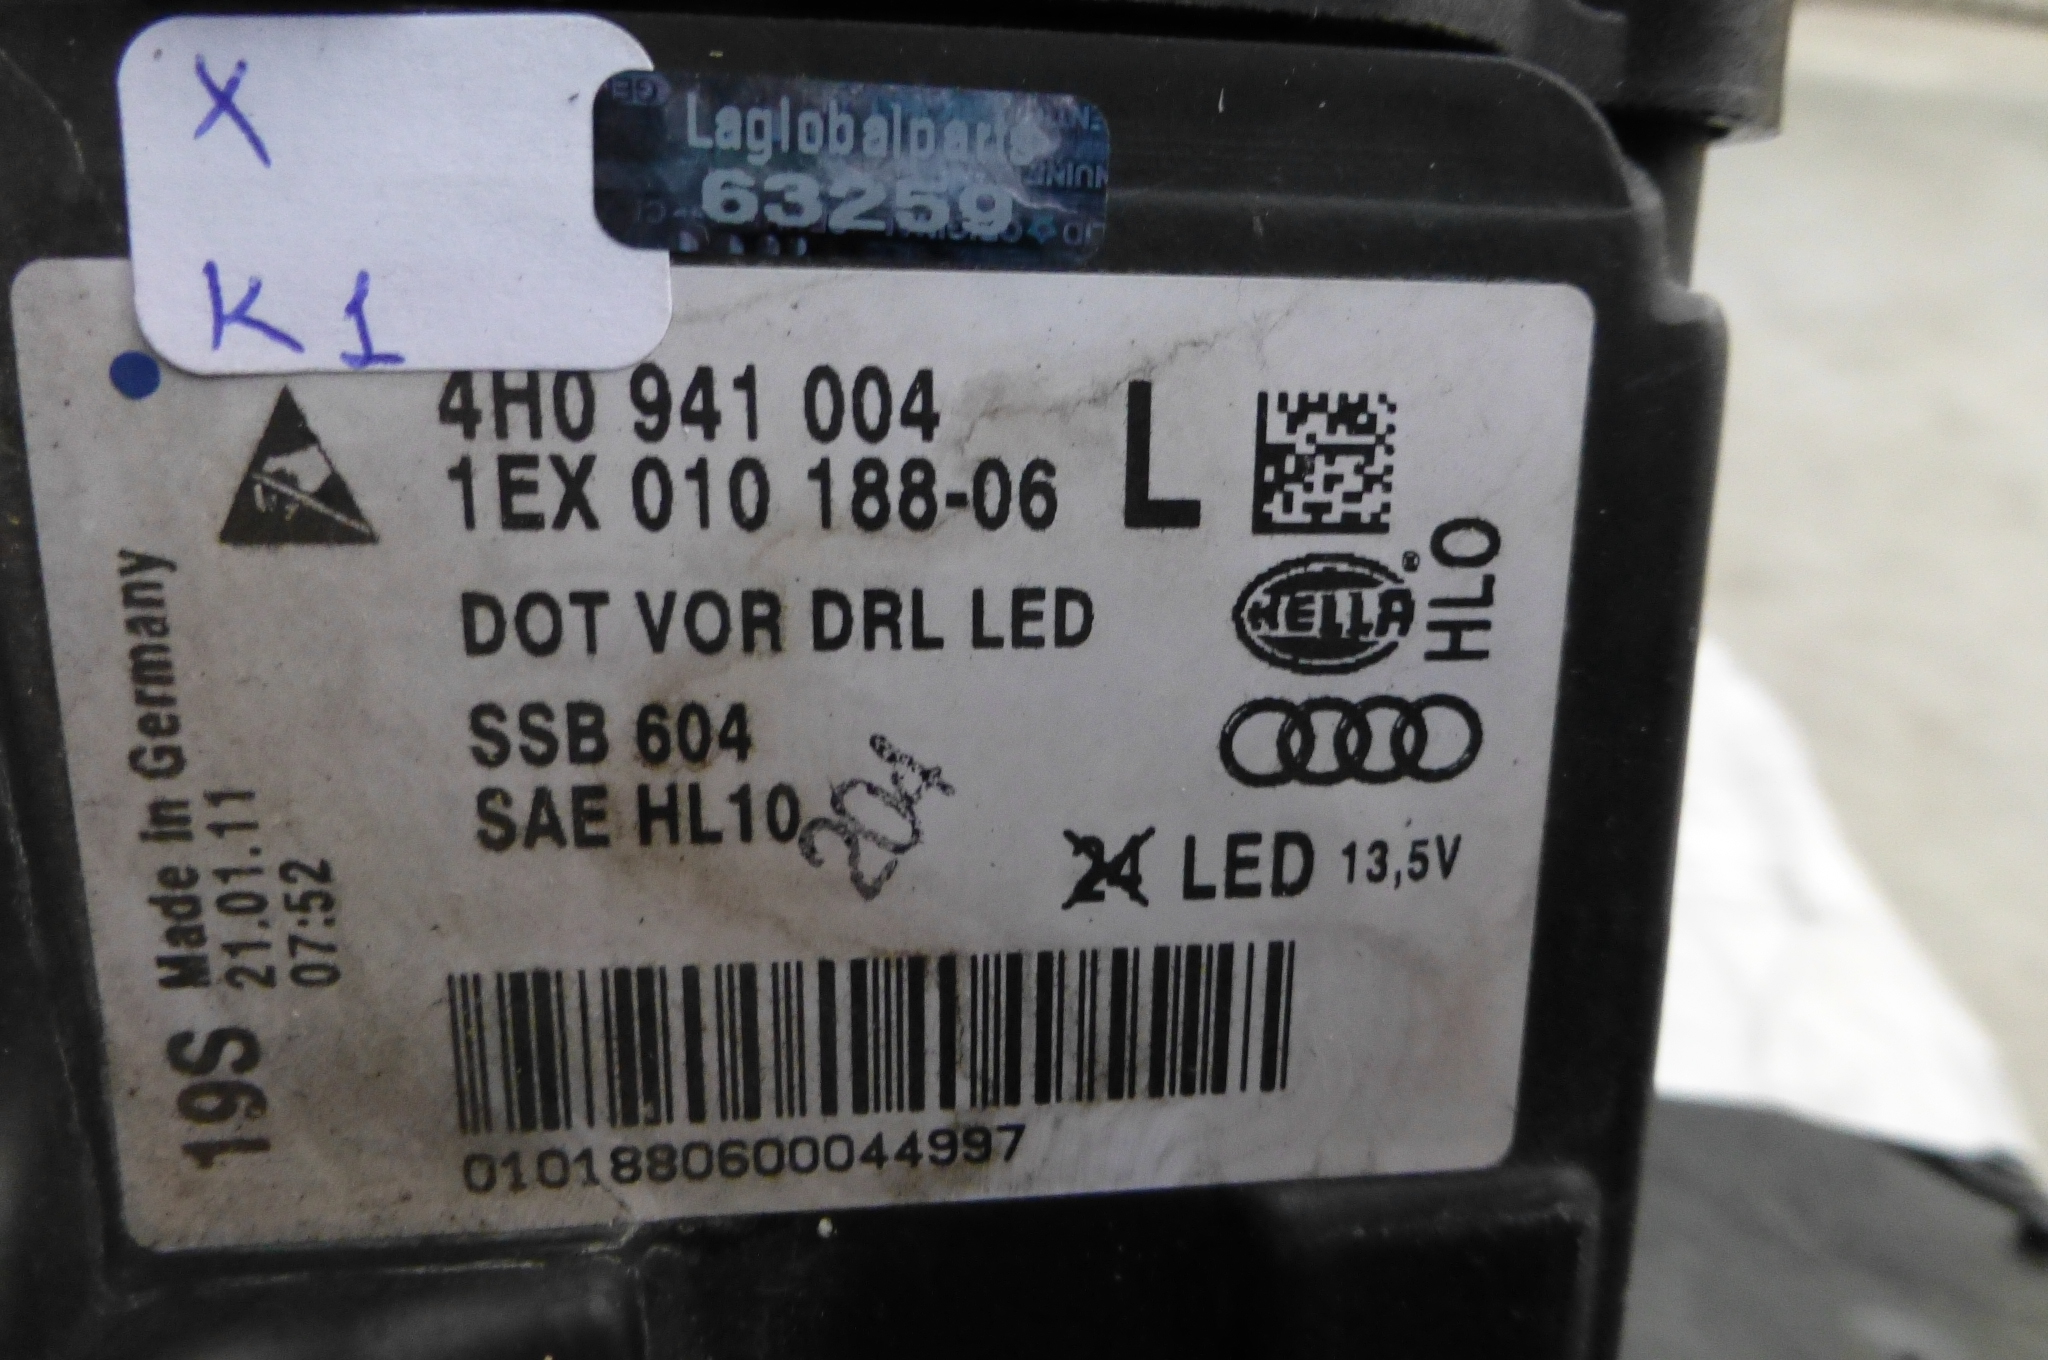 X
K1
Laglobalparts
63259
4H0 941 004
1EX 010 188-06
L
DOT VOR DRL LED
HELLA®
HLO
SSB 604
SAE HL10
204
24 LED 13,5V
Made in Germany
21.01.11
07:52
19S
0101880600044997